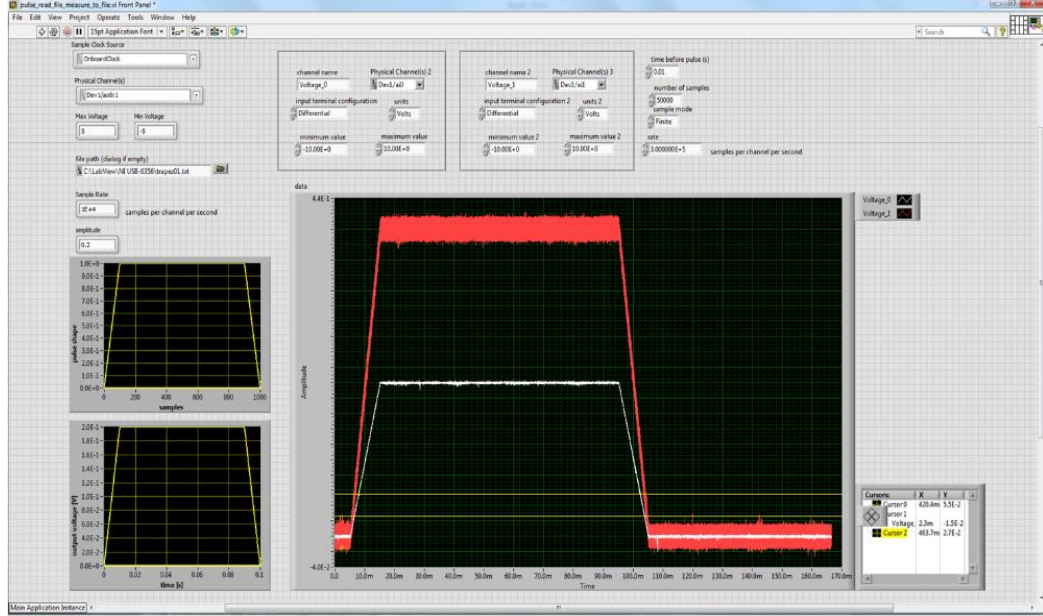 pulse_read_file_measure_to_file.vi Front Panel *
File Edit View Project Operate Tools Window Help
15pt Application Font
Search
Sample Clock Source
OnboardClock
Physical Channel(s)
Dev1/ao0:1
Max Voltage Min Voltage
5 -5
file path (dialog if empty)
C:\LabView\NI USB-6356\trapez01.txt
Sample Rate
1E+4 samples per channel per second
amplitude
0.2
channel name Physical Channel(s) 2
Voltage_0 Dev1/ai0
input terminal configuration units
Differential Volts
minimum value maximum value
-10.00E+0 10.00E+0
channel name 2 Physical Channel(s) 3
Voltage_1 Dev1/ai1
input terminal configuration 2 units 2
Differential Volts
minimum value 2 maximum value 2
-10.00E+0 10.00E+0
time before pulse (s)
0.01
number of samples
50000
sample mode
Finite
rate
3.000000E+5 samples per channel per second
1.0E+0
9.0E-1
8.0E-1
7.0E-1
6.0E-1
5.0E-1
4.0E-1
3.0E-1
2.0E-1
1.0E-1
0.0E+0
pulse shape
0 200 400 600 800 1000
samples
2.0E-1
1.8E-1
1.6E-1
1.4E-1
1.2E-1
1.0E-1
8.0E-2
6.0E-2
4.0E-2
2.0E-2
0.0E+0
output voltage [V]
0 0.02 0.04 0.06 0.08 0.1
time [s]
data
4.4E-1
Amplitude
-4.0E-2
0.0 10.0m 20.0m 30.0m 40.0m 50.0m 60.0m 70.0m 80.0m 90.0m 100.0m 110.0m 120.0m 130.0m 140.0m 150.0m 160.0m 170.0m
Time
Voltage_0
Voltage_1
Cursors: X Y
Cursor 0 420.4m 5.5E-2
ursor 1
Voltage_ 2.3m -1.5E-2
Cursor 2 463.7m 2.7E-2
Main Application Instance